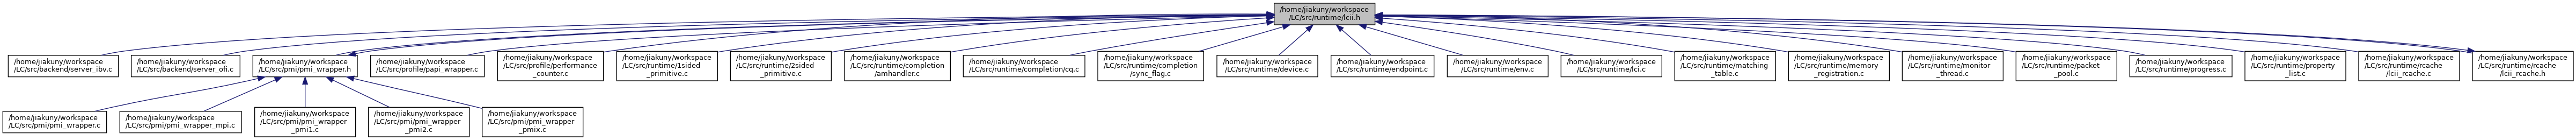 /home/jiakuny/workspace
/LC/src/runtime/lcii.h
/home/jiakuny/workspace
/LC/src/backend/server_ibv.c
/home/jiakuny/workspace
/LC/src/backend/server_ofi.c
/home/jiakuny/workspace
/LC/src/pmi/pmi_wrapper.h
/home/jiakuny/workspace
/LC/src/profile/papi_wrapper.c
/home/jiakuny/workspace
/LC/src/profile/performance
_counter.c
/home/jiakuny/workspace
/LC/src/runtime/1sided
_primitive.c
/home/jiakuny/workspace
/LC/src/runtime/2sided
_primitive.c
/home/jiakuny/workspace
/LC/src/runtime/completion
/amhandler.c
/home/jiakuny/workspace
/LC/src/runtime/completion/cq.c
/home/jiakuny/workspace
/LC/src/runtime/completion
/sync_flag.c
/home/jiakuny/workspace
/LC/src/runtime/device.c
/home/jiakuny/workspace
/LC/src/runtime/endpoint.c
/home/jiakuny/workspace
/LC/src/runtime/env.c
/home/jiakuny/workspace
/LC/src/runtime/lci.c
/home/jiakuny/workspace
/LC/src/runtime/matching
_table.c
/home/jiakuny/workspace
/LC/src/runtime/memory
_registration.c
/home/jiakuny/workspace
/LC/src/runtime/monitor
_thread.c
/home/jiakuny/workspace
/LC/src/runtime/packet
_pool.c
/home/jiakuny/workspace
/LC/src/runtime/progress.c
/home/jiakuny/workspace
/LC/src/runtime/property
_list.c
/home/jiakuny/workspace
/LC/src/runtime/rcache
/lcii_rcache.c
/home/jiakuny/workspace
/LC/src/runtime/rcache
/lcii_rcache.h
/home/jiakuny/workspace
/LC/src/pmi/pmi_wrapper.c
/home/jiakuny/workspace
/LC/src/pmi/pmi_wrapper_mpi.c
/home/jiakuny/workspace
/LC/src/pmi/pmi_wrapper
_pmi1.c
/home/jiakuny/workspace
/LC/src/pmi/pmi_wrapper
_pmi2.c
/home/jiakuny/workspace
/LC/src/pmi/pmi_wrapper
_pmix.c